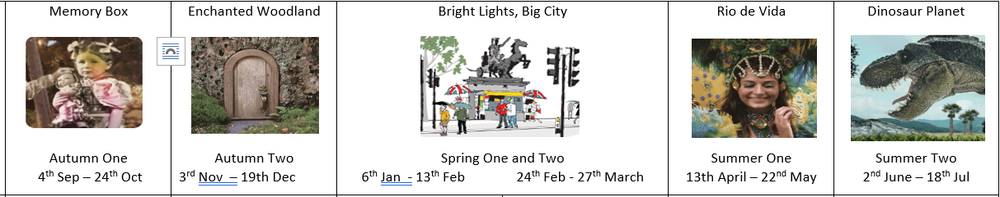 Memory Box
Enchanted Woodland
Bright Lights, Big City
Rio de Vida
Dinosaur Planet
Autumn One
4th Sep – 24th Oct
Autumn Two
3rd Nov – 19th Dec
Spring One and Two
6th Jan - 13th Feb 24th Feb - 27th March
Summer One
13th April – 22nd May
Summer Two
2nd June – 18th Jul